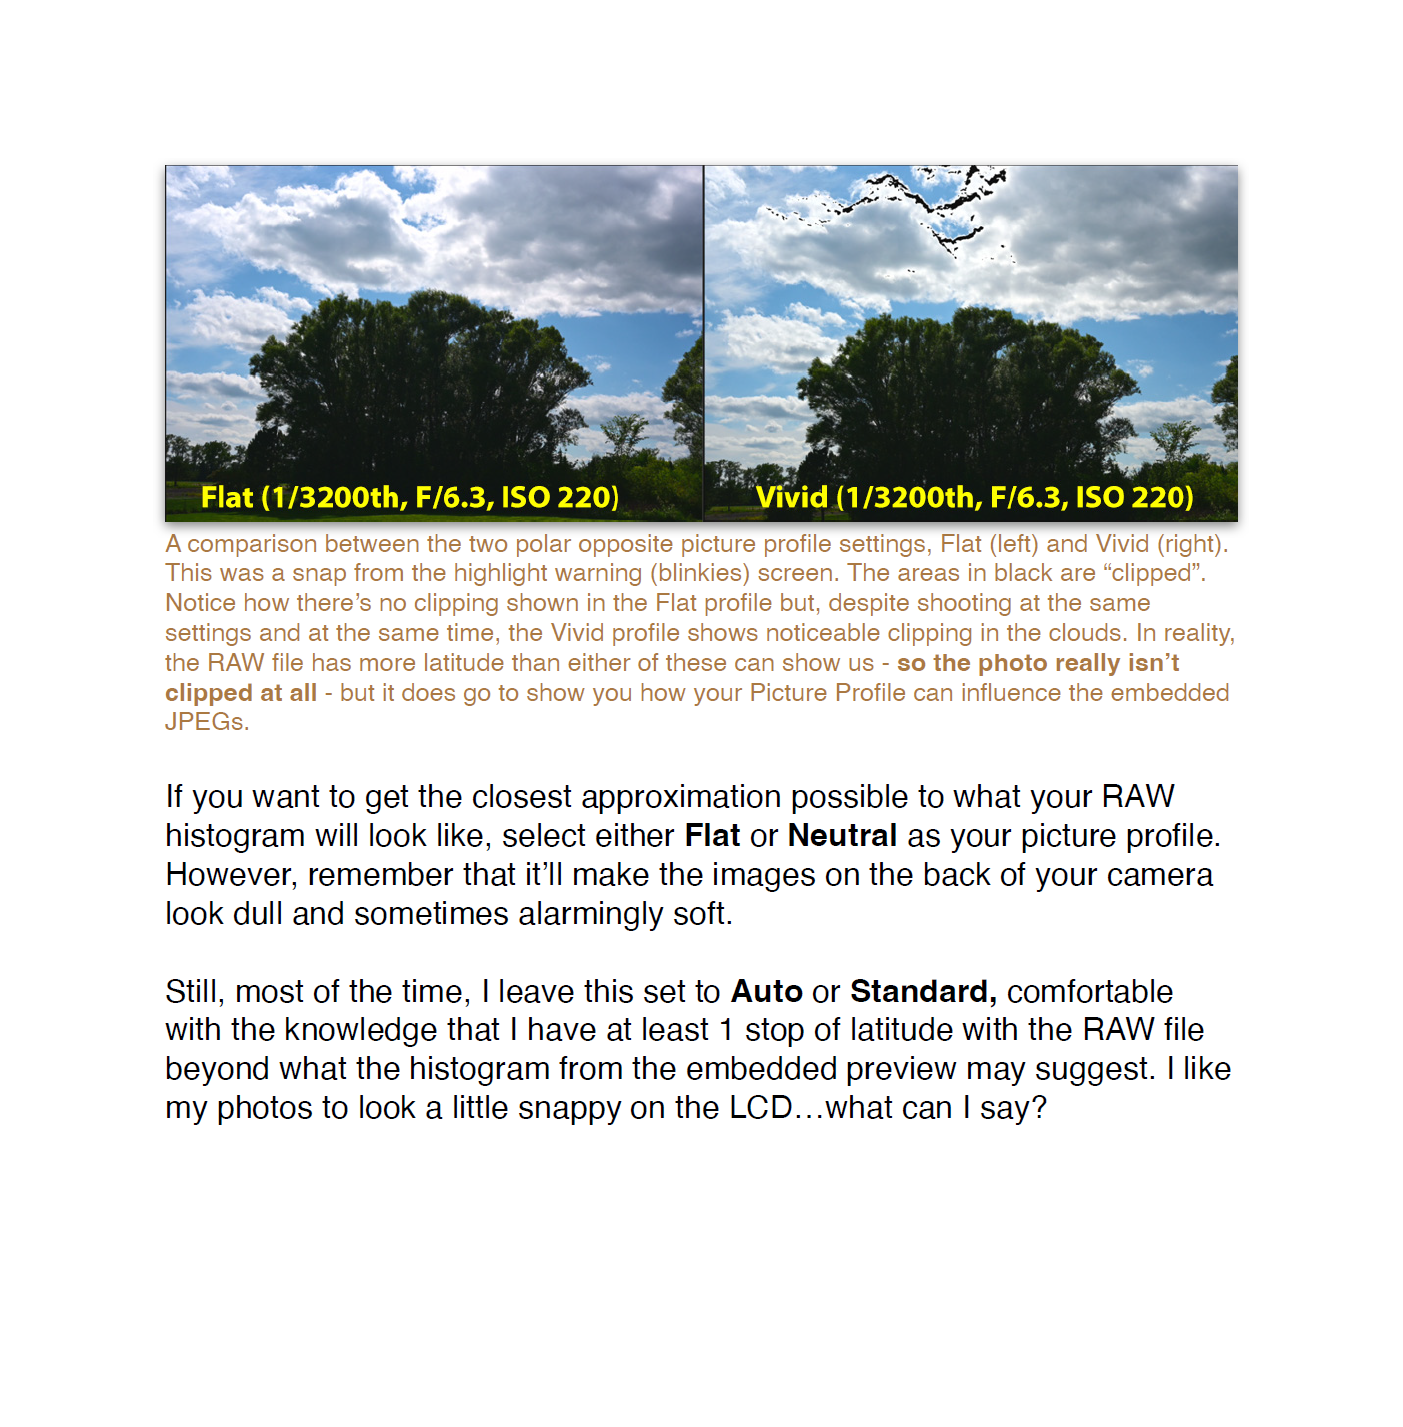 Flat (1/3200th, F/6.3, ISO 220)
Vivid (1/3200th, F/6.3, ISO 220)
A comparison between the two polar opposite picture profile settings, Flat (left) and Vivid (right).
This was a snap from the highlight warning (blinkies) screen. The areas in black are “clipped”.
Notice how there’s no clipping shown in the Flat profile but, despite shooting at the same
settings and at the same time, the Vivid profile shows noticeable clipping in the clouds. In reality,
the RAW file has more latitude than either of these can show us - so the photo really isn’t
clipped at all - but it does go to show you how your Picture Profile can influence the embedded
JPEGs.
If you want to get the closest approximation possible to what your RAW
histogram will look like, select either Flat or Neutral as your picture profile.
However, remember that it’ll make the images on the back of your camera
look dull and sometimes alarmingly soft.
Still, most of the time, I leave this set to Auto or Standard, comfortable
with the knowledge that I have at least 1 stop of latitude with the RAW file
beyond what the histogram from the embedded preview may suggest. I like
my photos to look a little snappy on the LCD…what can I say?